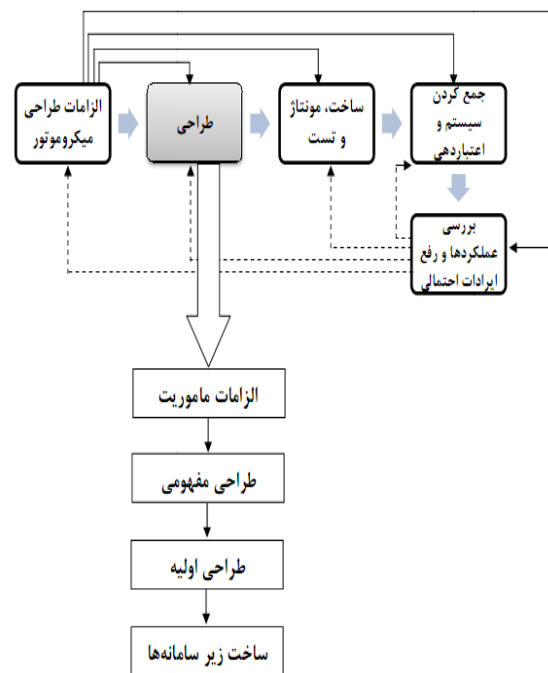 الزامات طراحی
میکروموتور
طراحی
ساخت، مونتاژ
و تست
جمع کردن
سیستم و
اعتباردهی
بررسی
عملکردها و رفع
ایرادات احتمالی
الزامات ماموریت
طراحی مفهومی
طراحی اولیه
ساخت زیر سامانه‌ها